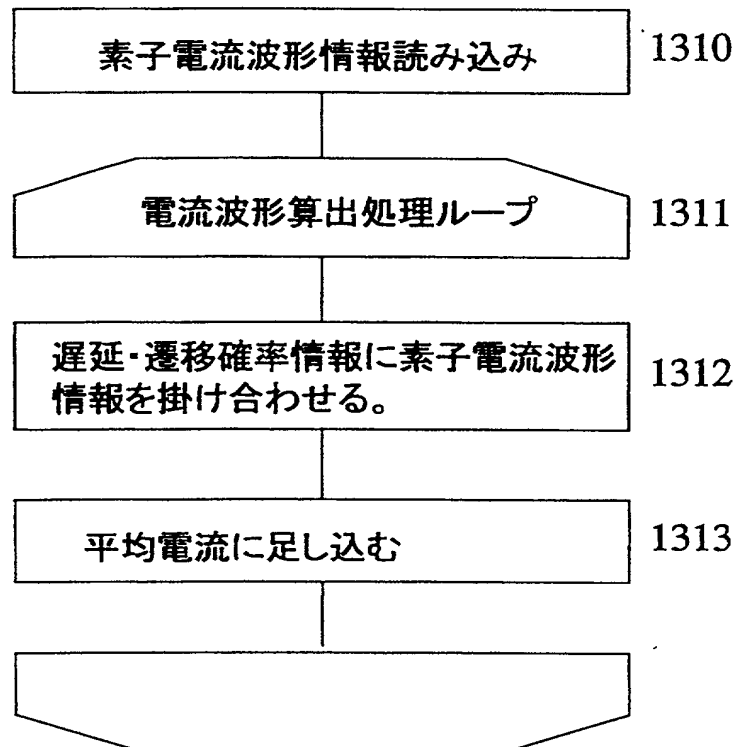 素子電流波形情報読み込み 1310
電流波形算出処理ループ 1311
遅延・遷移確率情報に素子電流波形
情報を掛け合わせる。 1312
平均電流に足し込む 1313